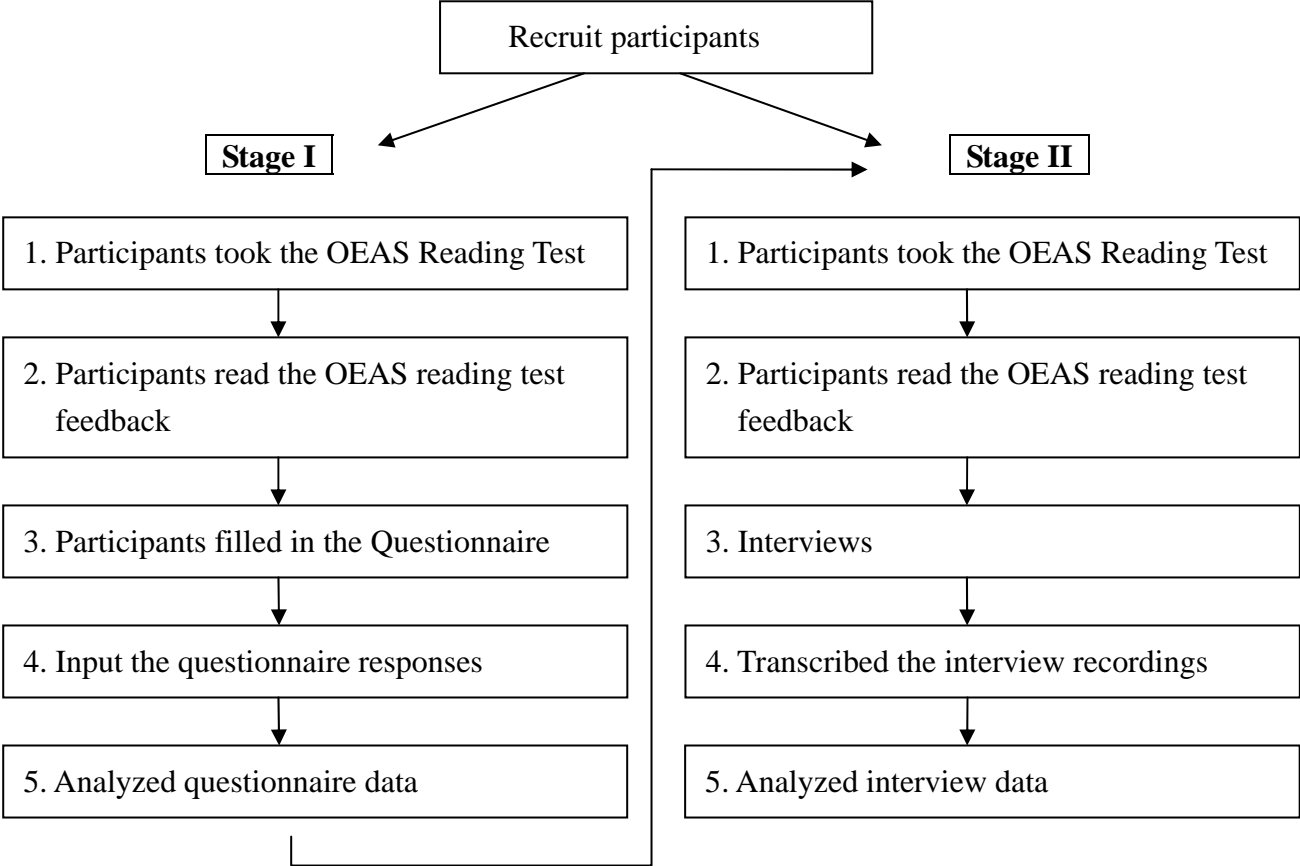 Recruit participants
Stage I
1. Participants took the OEAS Reading Test
2. Participants read the OEAS reading test
feedback
3. Participants filled in the Questionnaire
4. Input the questionnaire responses
5. Analyzed questionnaire data
Stage II
1. Participants took the OEAS Reading Test
2. Participants read the OEAS reading test
feedback
3. Interviews
4. Transcribed the interview recordings
5. Analyzed interview data